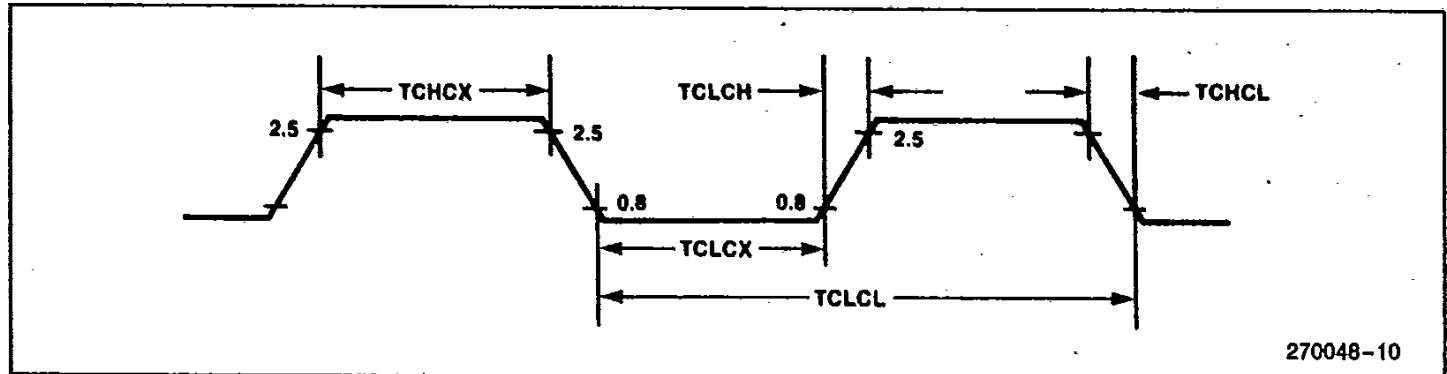 TCHCX TCLCH TCHCL
2.5 2.5 2.5
0.8 0.8
TCLCX
TCLCL
270048-10